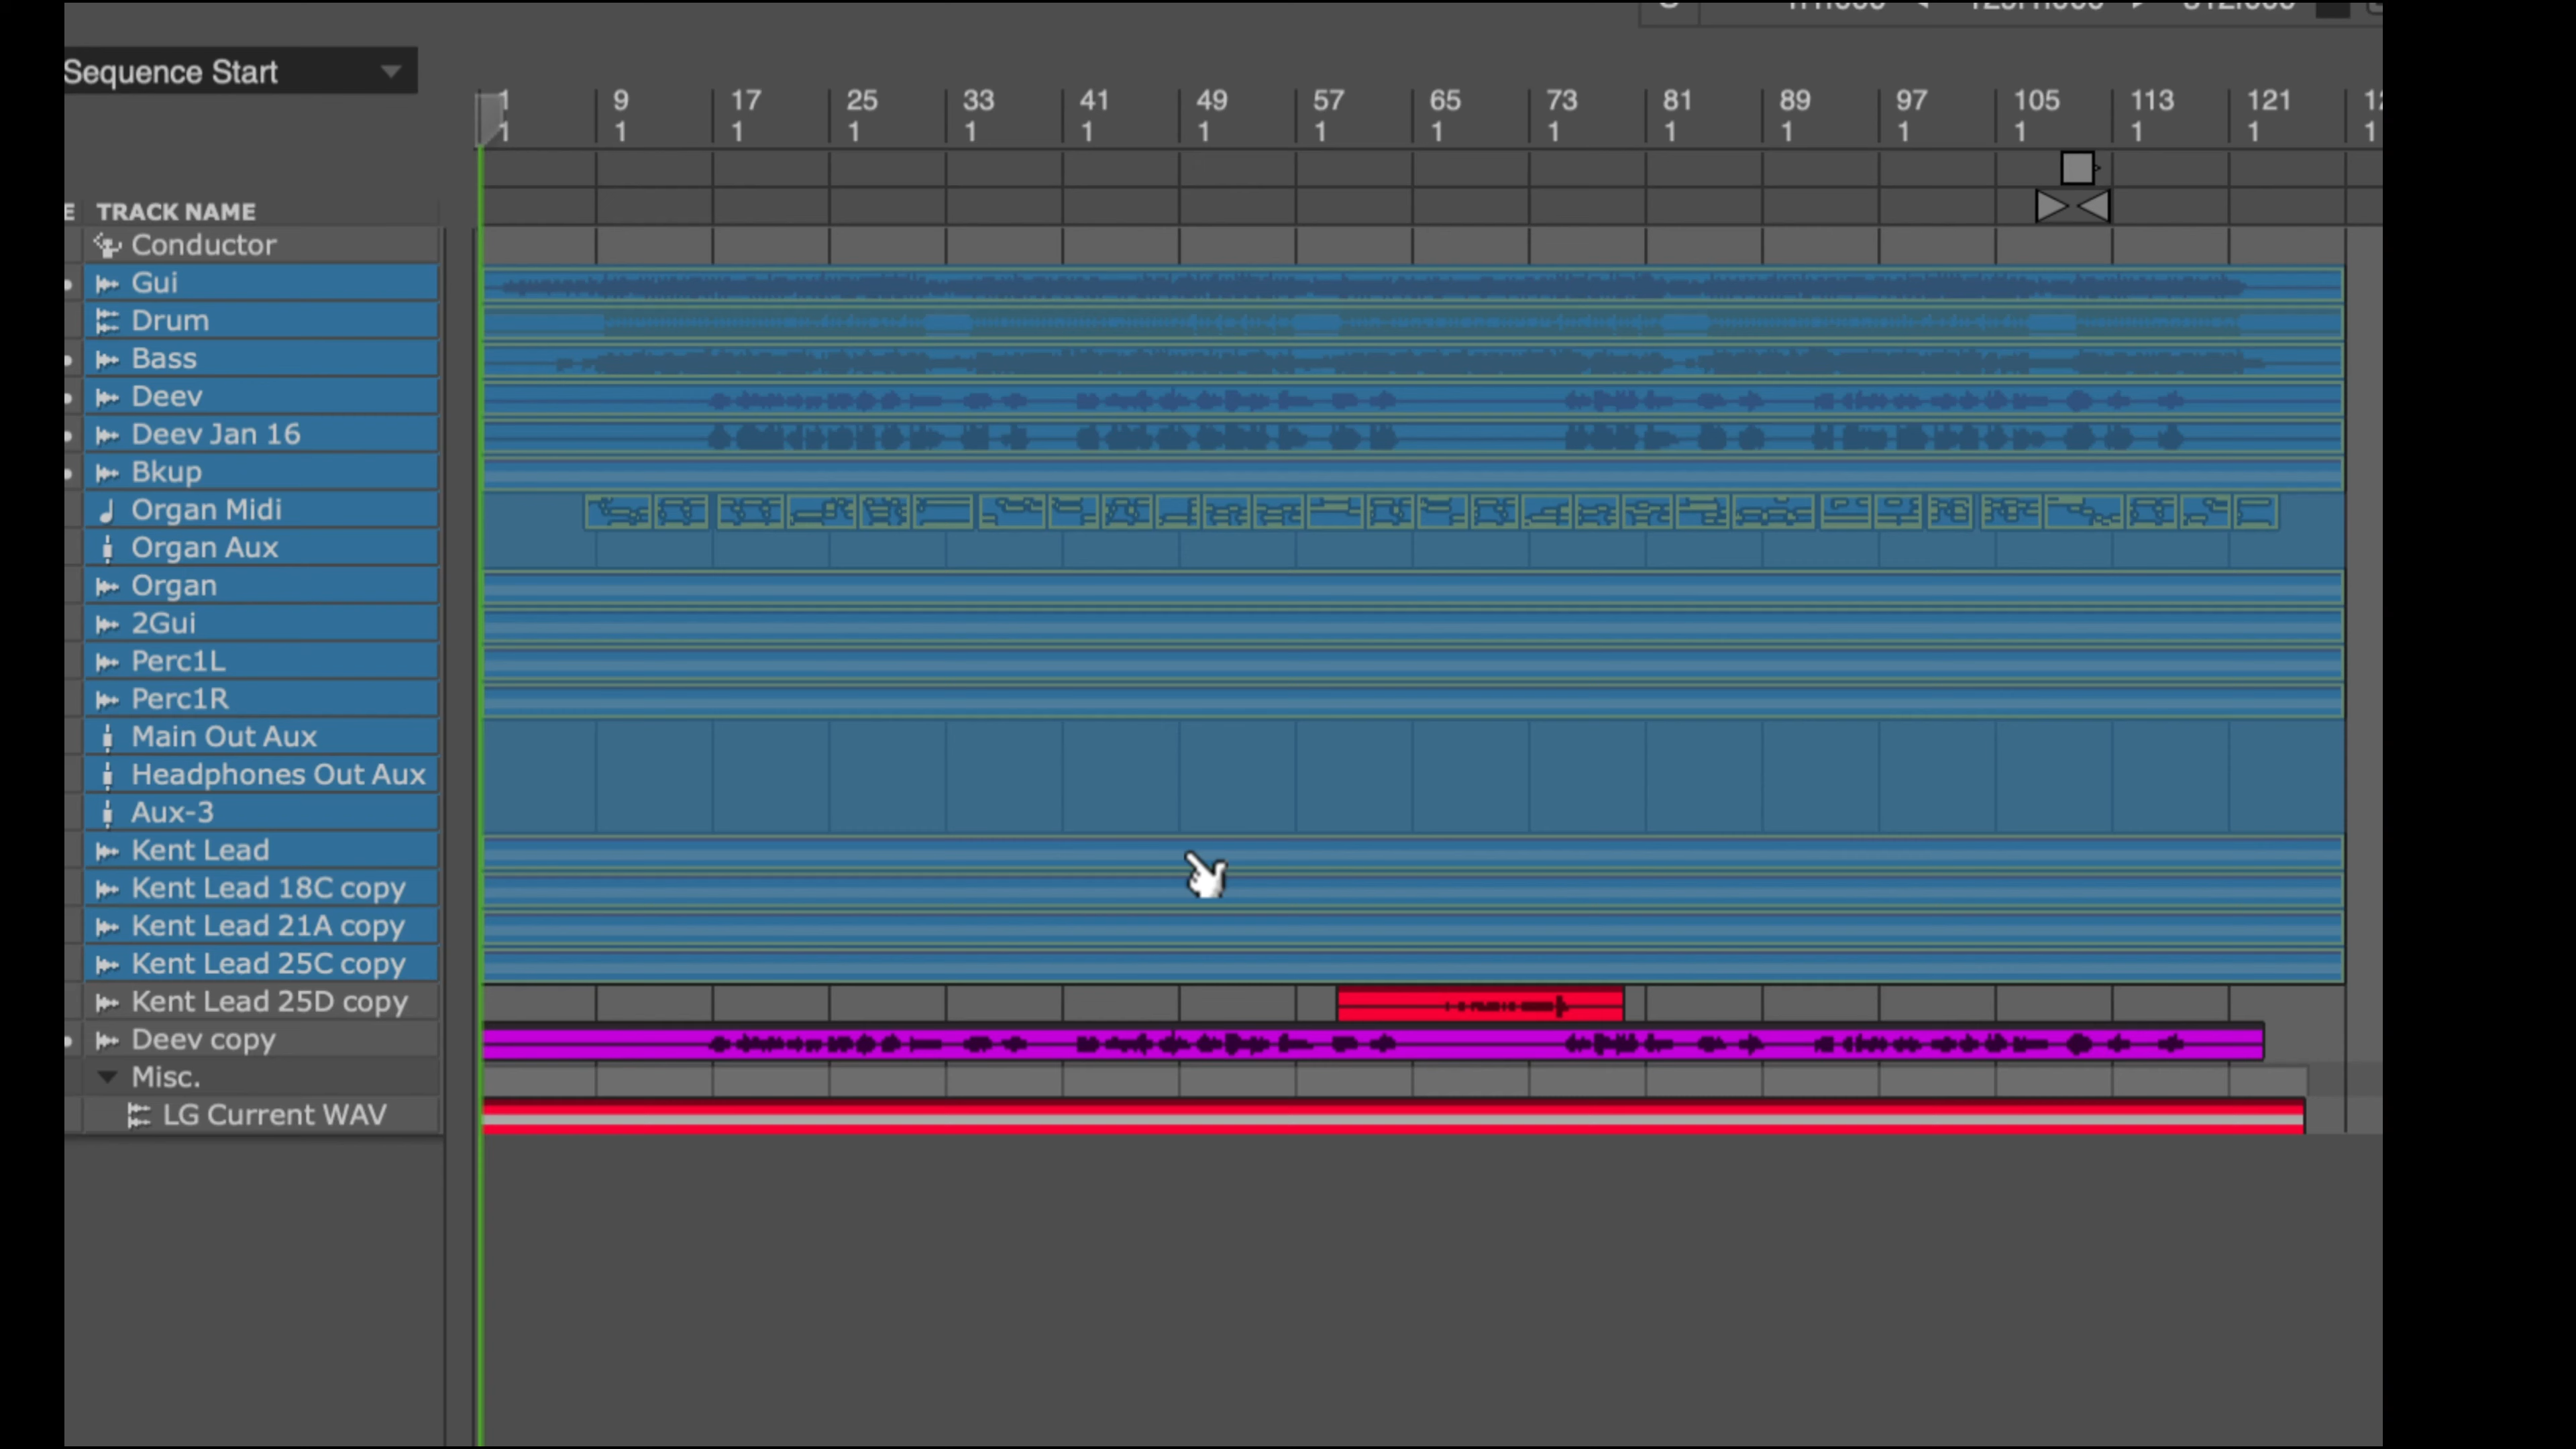 Sequence Start
1 9 17 25 33 41 49 57 65 73 81 89 97 105 113 121
1 1 1 1 1 1 1 1 1 1 1 1 1 1 1 1 1
E TRACK NAME
Conductor
Gui
Drum
Bass
Deev
Deev Jan 16
Bkup
Organ Midi
Organ Aux
Organ
2Gui
Perc1L
Perc1R
Main Out Aux
Headphones Out Aux
Aux-3
Kent Lead
Kent Lead 18C copy
Kent Lead 21A copy
Kent Lead 25C copy
Kent Lead 25D copy
Deev copy
Misc.
LG Current WAV